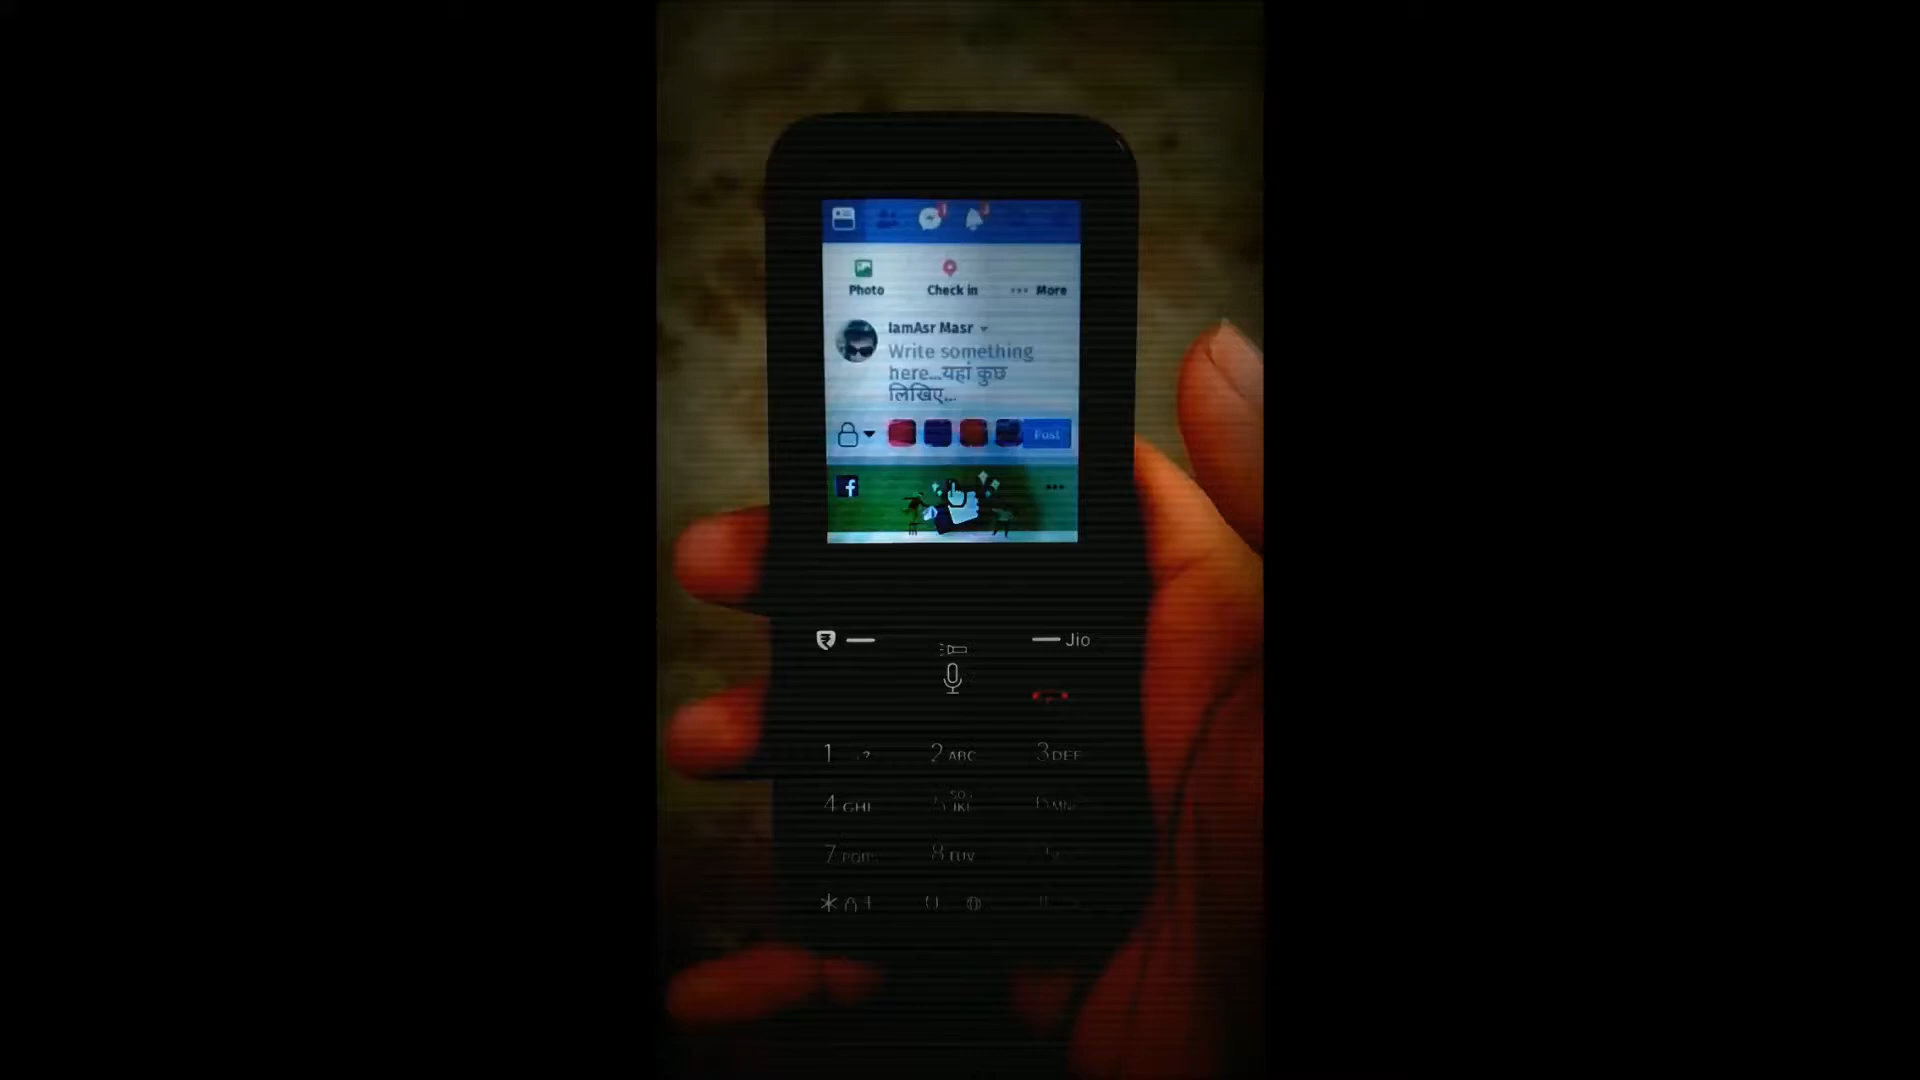 Photo Check in ••• More
IamAsr Masr
Write something
here...यहां कुछ
लिखिए...
Post
f
Jio
1 2 ABC 3 DEF
4 GHI
7 8 TUV
*